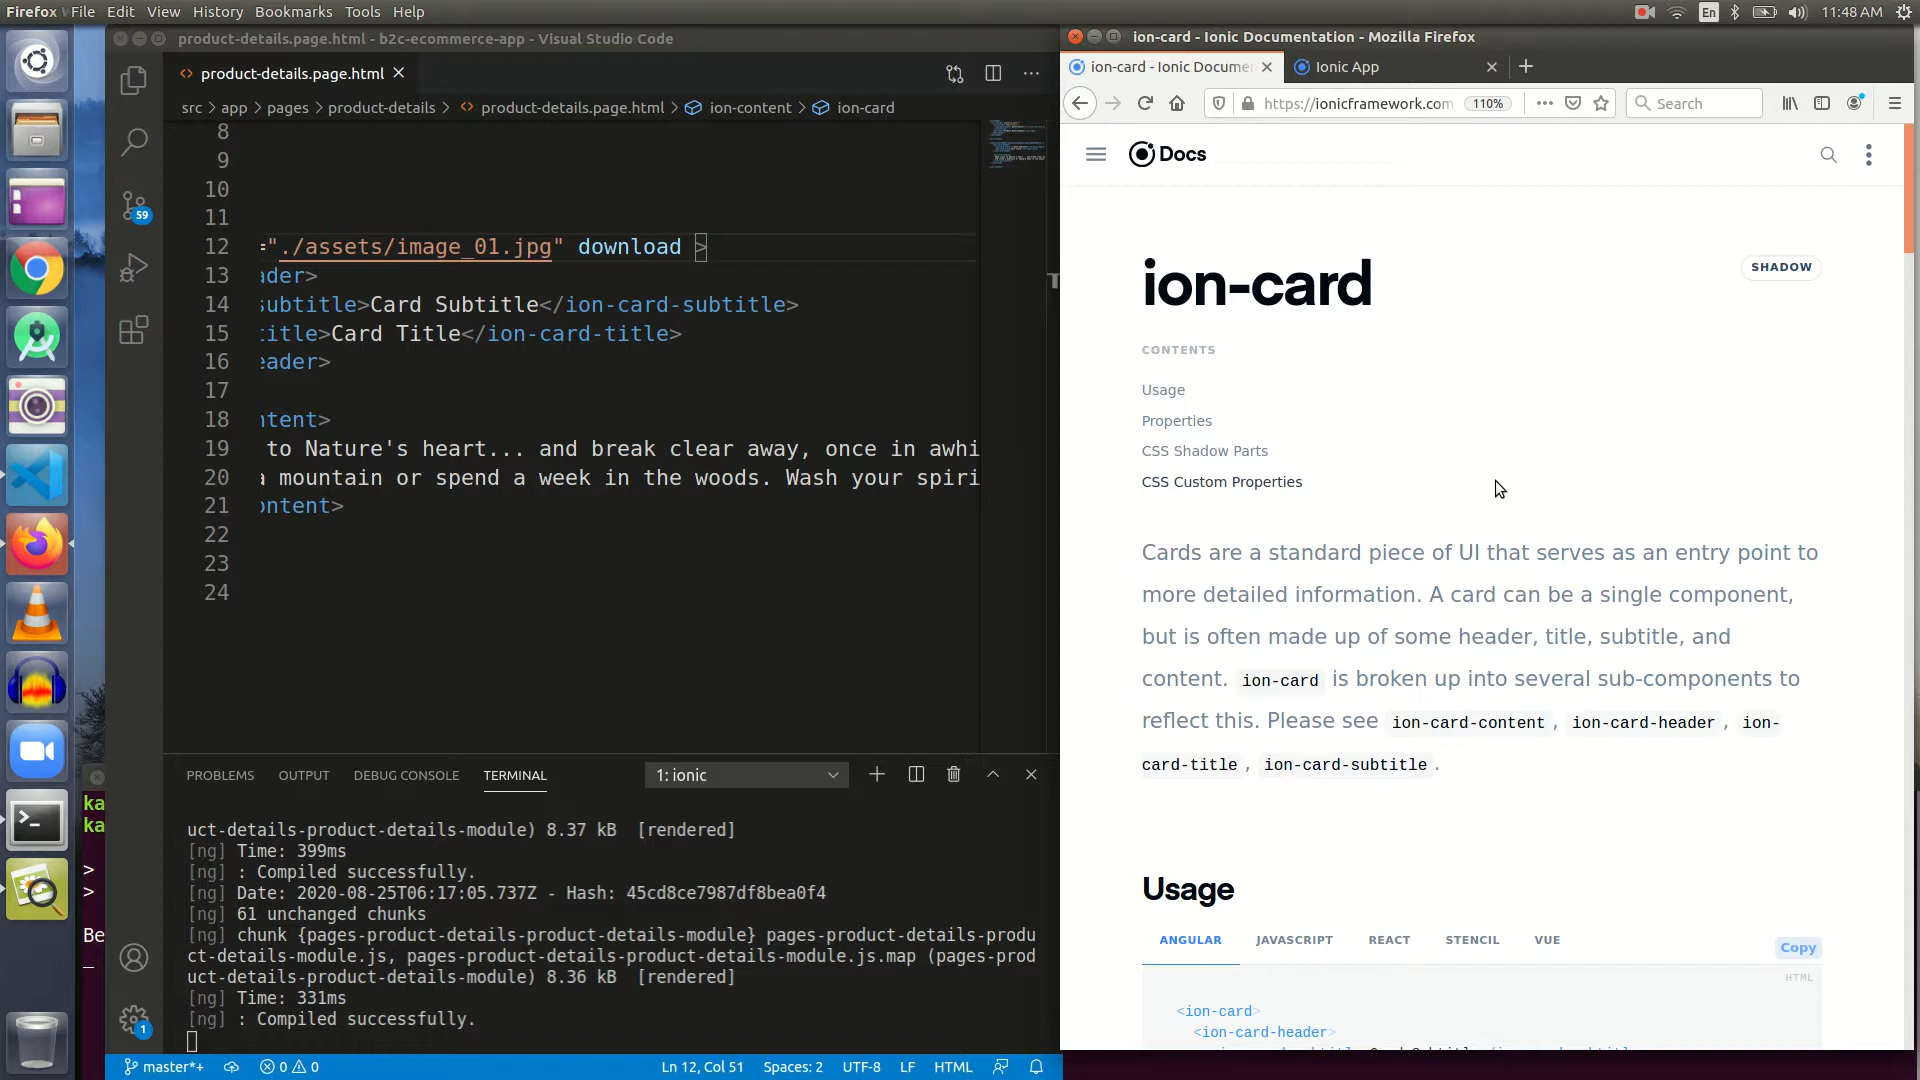 Firefox File Edit View History Bookmarks Tools Help
En 11:48 AM
product-details.page.html - b2c-ecommerce-app - Visual Studio Code
<> product-details.page.html ×
src > app > pages > product-details > <> product-details.page.html > ion-content > ion-card
8
9
10
11
12 ="./assets/image_01.jpg" download >
13 ader>
14 subtitle>Card Subtitle</ion-card-subtitle>
15 title>Card Title</ion-card-title>
16 eader>
17
18 ntent>
19 to Nature's heart... and break clear away, once in awhi
20 a mountain or spend a week in the woods. Wash your spiri
21 ontent>
22
23
24
59
1
PROBLEMS OUTPUT DEBUG CONSOLE TERMINAL 1: ionic
uct-details-product-details-module) 8.37 kB [rendered]
[ng] Time: 399ms
[ng] : Compiled successfully.
[ng] Date: 2020-08-25T06:17:05.737Z - Hash: 45cd8ce7987df8bea0f4
[ng] 61 unchanged chunks
[ng] chunk {pages-product-details-product-details-module} pages-product-details-produ
ct-details-module.js, pages-product-details-product-details-module.js.map (pages-prod
uct-details-product-details-module) 8.36 kB [rendered]
[ng] Time: 331ms
[ng] : Compiled successfully.
ka
ka
>
>
Be
_
master*+ 0 0 Ln 12, Col 51 Spaces: 2 UTF-8 LF HTML
ion-card - Ionic Documentation - Mozilla Firefox
ion-card - Ionic Docume × Ionic App × +
https://ionicframework.com 110% Search
Docs
ion-card
SHADOW
CONTENTS
Usage
Properties
CSS Shadow Parts
CSS Custom Properties
Cards are a standard piece of UI that serves as an entry point to
more detailed information. A card can be a single component,
but is often made up of some header, title, subtitle, and
content. ion-card is broken up into several sub-components to
reflect this. Please see ion-card-content, ion-card-header, ion-
card-title, ion-card-subtitle.
Usage
ANGULAR JAVASCRIPT REACT STENCIL VUE
Copy
HTML
<ion-card>
<ion-card-header>